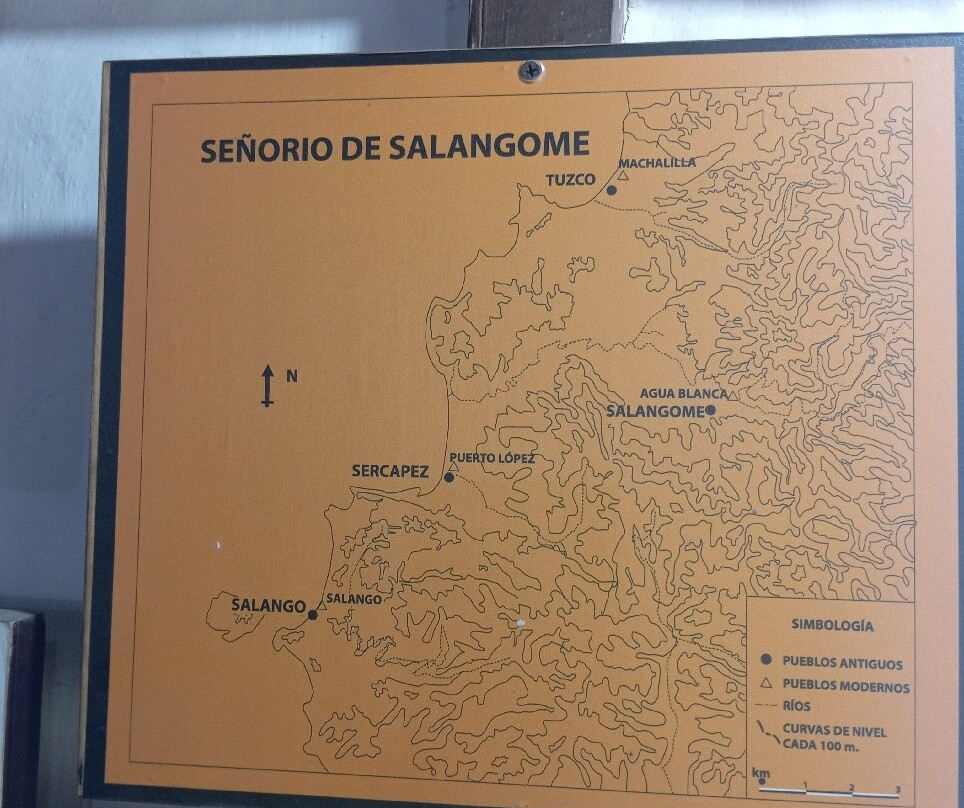 SEÑORIO DE SALANGOME
MACHALILLA
TUZCO
N
AGUA BLANCA
SALANGOME
PUERTO LÓPEZ
SERCAPEZ
SALANGO
SALANGO
SIMBOLOGÍA
PUEBLOS ANTIGUOS
PUEBLOS MODERNOS
RÍOS
CURVAS DE NIVEL
CADA 100 m.
km
1 2 3